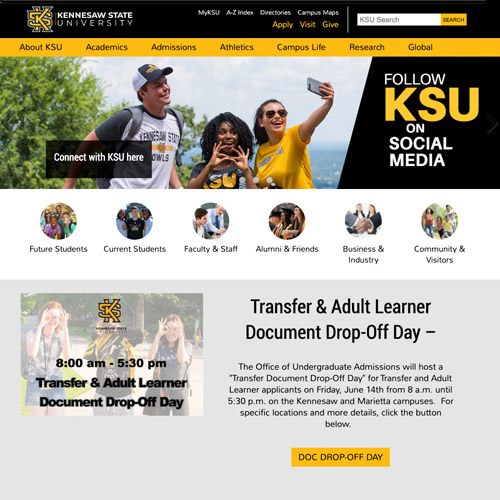 KENNESAW STATE
UNIVERSITY
MyKSU A-Z Index Directories Campus Maps
Apply Visit Give
KSU Search SEARCH
About KSU Academics Admissions Athletics Campus Life Research Global
KENNESAW STATE
OWLS
KSU
FOLLOW
KSU
ON
SOCIAL
MEDIA
Connect with KSU here
Future Students
Current Students
Faculty & Staff
Alumni & Friends
Business &
Industry
Community &
Visitors
KENNESAW STATE
UNIVERSITY
8:00 am - 5:30 pm
Transfer & Adult Learner
Document Drop-Off Day
Transfer & Adult Learner
Document Drop-Off Day –
The Office of Undergraduate Admissions will host a
"Transfer Document Drop-Off Day" for Transfer and Adult
Learner applicants on Friday, June 14th from 8 a.m. until
5:30 p.m. on the Kennesaw and Marietta campuses. For
specific locations and more details, click the button
below.
DOC DROP-OFF DAY